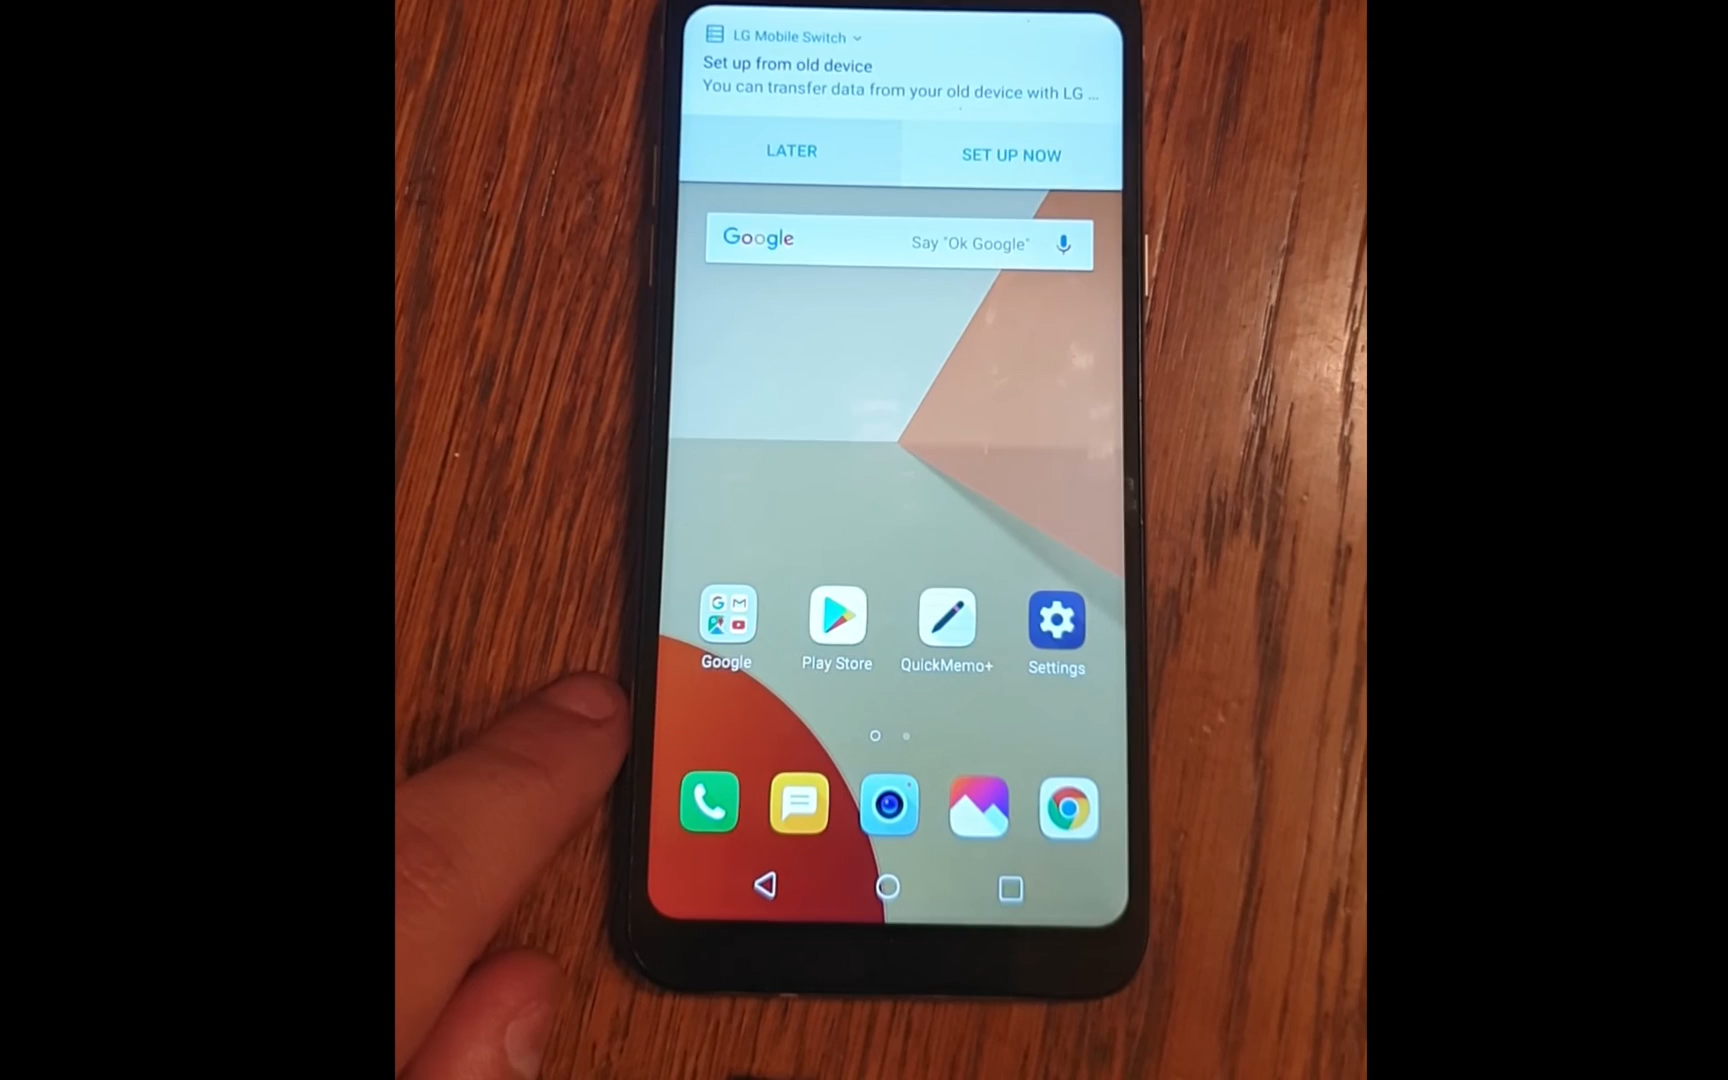 LG Mobile Switch
Set up from old device
You can transfer data from your old device with LG ...
LATER
SET UP NOW
Google
Say "Ok Google"
Google
Play Store
QuickMemo+
Settings